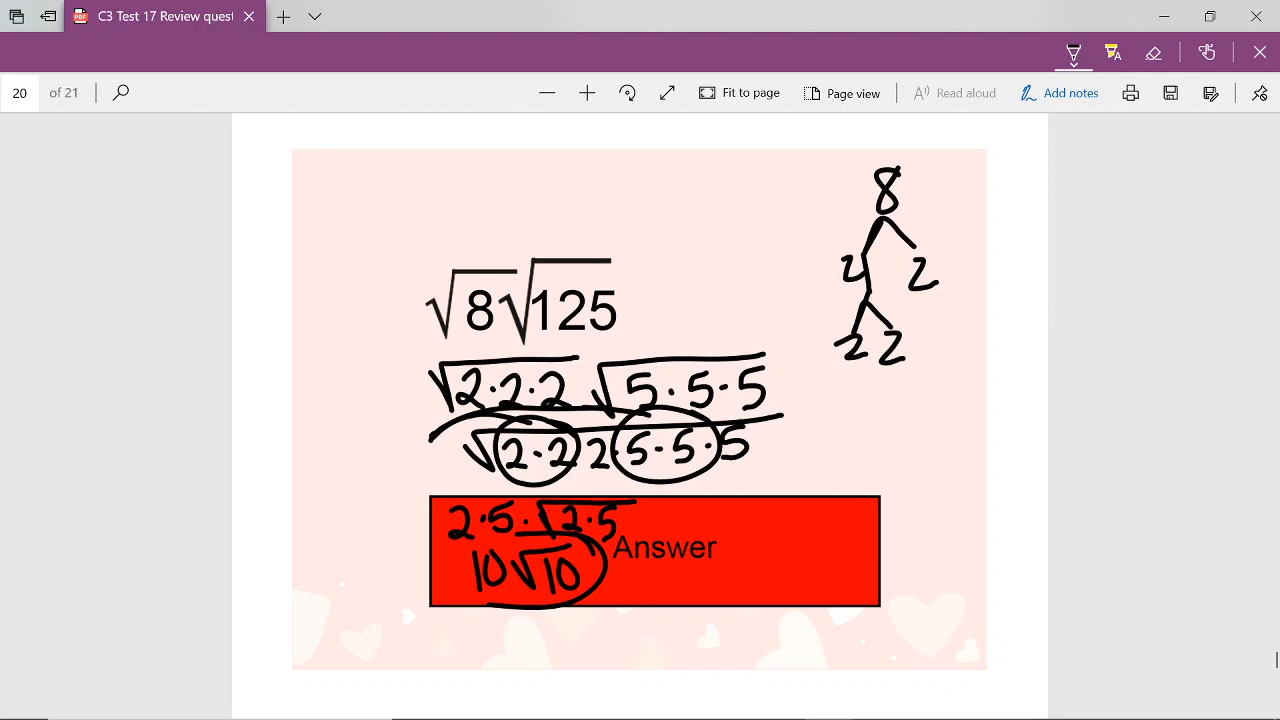 C3 Test 17 Review quest
20 of 21
Fit to page
Page view
Read aloud
Add notes
8
2 2
2 2
√8√125
√2·2·2 √5·5·5
√2·2 2·5·5·5
2·5·√2·5
10√10
Answer